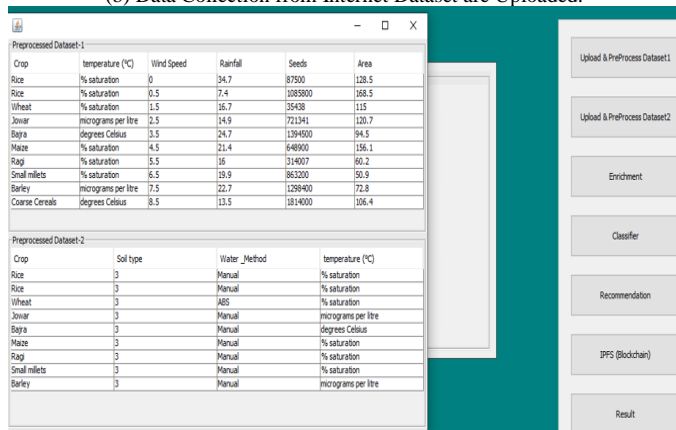 (b) Data Collection from Internet Dataset are Uploaded.
Preprocessed Dataset-1
Crop temperature (°C) Wind Speed Rainfall Seeds Area
Rice % saturation 0 34.7 87500 128.5
Rice % saturation 0.5 7.4 1085800 168.5
Wheat % saturation 1.5 16.7 35438 115
Jowar micrograms per litre 2.5 14.9 721341 120.7
Bajra degrees Celsius 3.5 24.7 1394500 94.5
Maize % saturation 4.5 21.4 648900 156.1
Ragi % saturation 5.5 16 314007 60.2
Small millets % saturation 6.5 19.9 863200 50.9
Barley micrograms per litre 7.5 22.7 1298400 72.8
Coarse Cereals degrees Celsius 8.5 13.5 1814000 106.4
Preprocessed Dataset-2
Crop Soil type Water _Method temperature (°C)
Rice 3 Manual % saturation
Rice 3 Manual % saturation
Wheat 3 ABS % saturation
Jowar 3 Manual micrograms per litre
Bajra 3 Manual degrees Celsius
Maize 3 Manual % saturation
Ragi 3 Manual % saturation
Small millets 3 Manual % saturation
Barley 3 Manual micrograms per litre
Upload & PreProcess Dataset1
Upload & PreProcess Dataset2
Enrichment
Classifier
Recommendation
IPFS (Blockchain)
Result